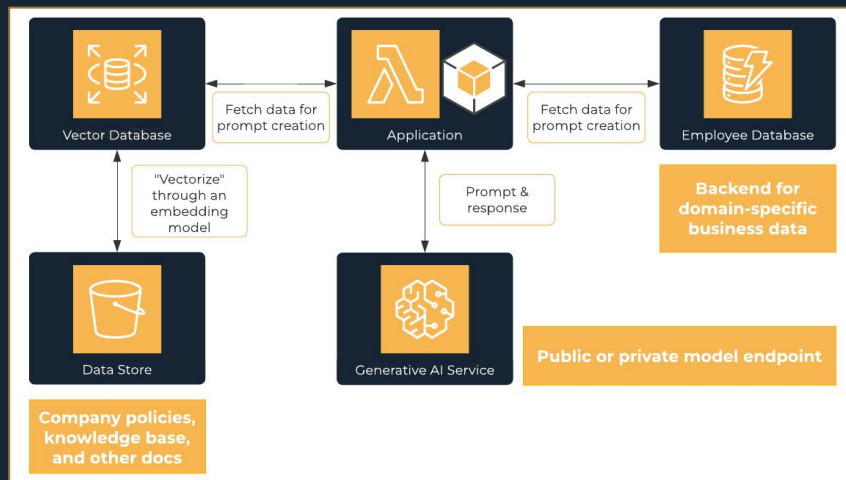 Vector Database
Fetch data for
prompt creation
Application
Fetch data for
prompt creation
Employee Database
"Vectorize"
through an
embedding
model
Prompt &
response
Backend for
domain-specific
business data
Data Store
Generative AI Service
Public or private model endpoint
Company policies,
knowledge base,
and other docs